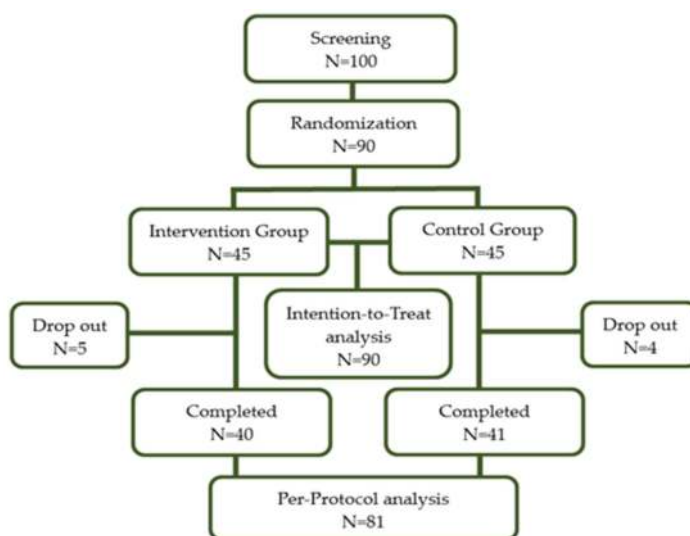 Screening
N=100
Randomization
N=90
Intervention Group
N=45
Control Group
N=45
Intention-to-Treat
analysis
N=90
Drop out
N=5
Drop out
N=4
Completed
N=40
Completed
N=41
Per-Protocol analysis
N=81